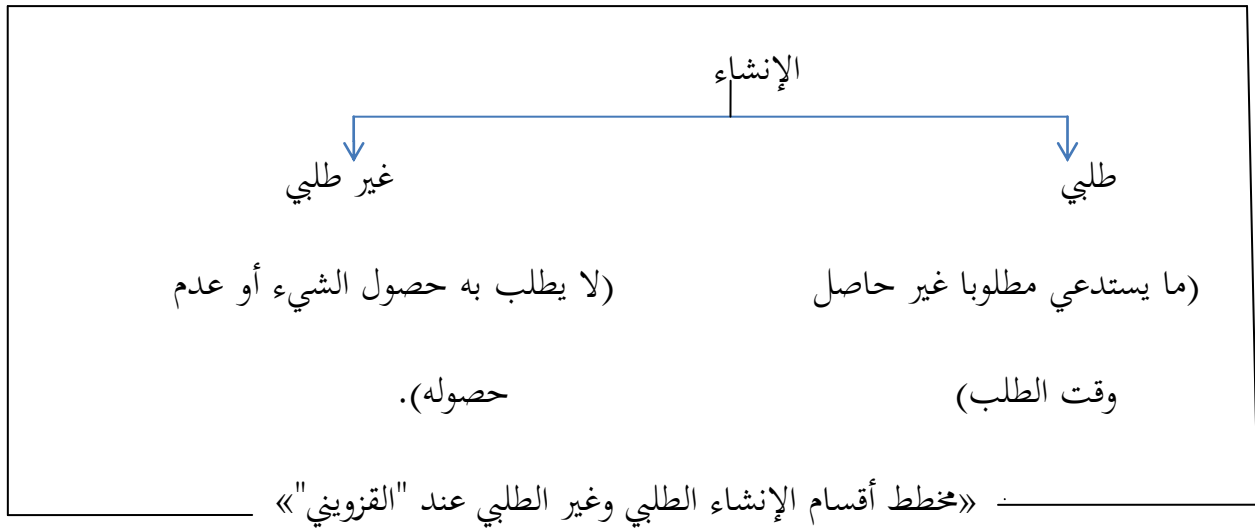 الإنشاء
طلبي
غير طلبي
(ما يستدعي مطلوبا غير حاصل
وقت الطلب)
(لا يطلب به حصول الشيء أو عدم
حصوله).
«مخطط أقسام الإنشاء الطلبي وغير الطلبي عند "القزويني"»